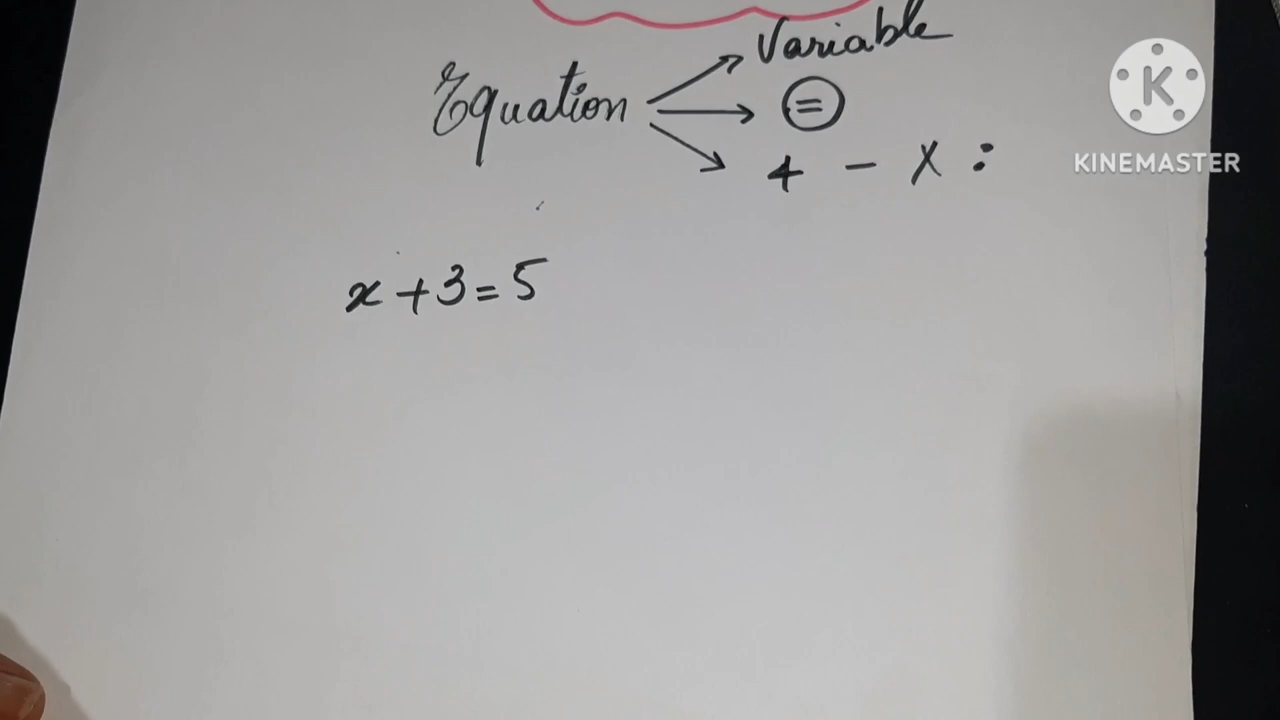 Variable
Equation
=
+ - X :
K
KINEMASTER
x + 3 = 5